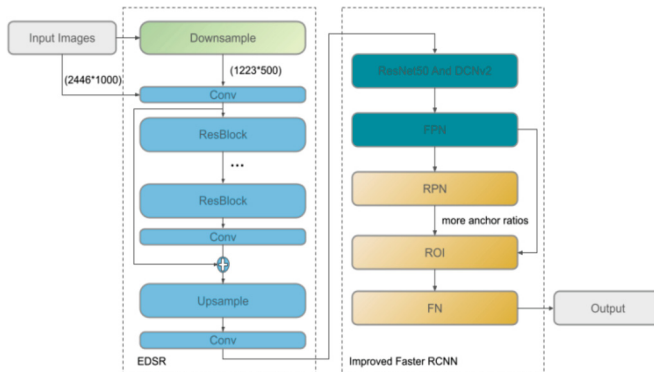 Input Images
Downsample
(2446*1000)
(1223*500)
Conv
ResBlock
...
ResBlock
Conv
Upsample
Conv
EDSR
ResNet50 And DCNv2
FPN
RPN
more anchor ratios
ROI
FN
Output
Improved Faster RCNN